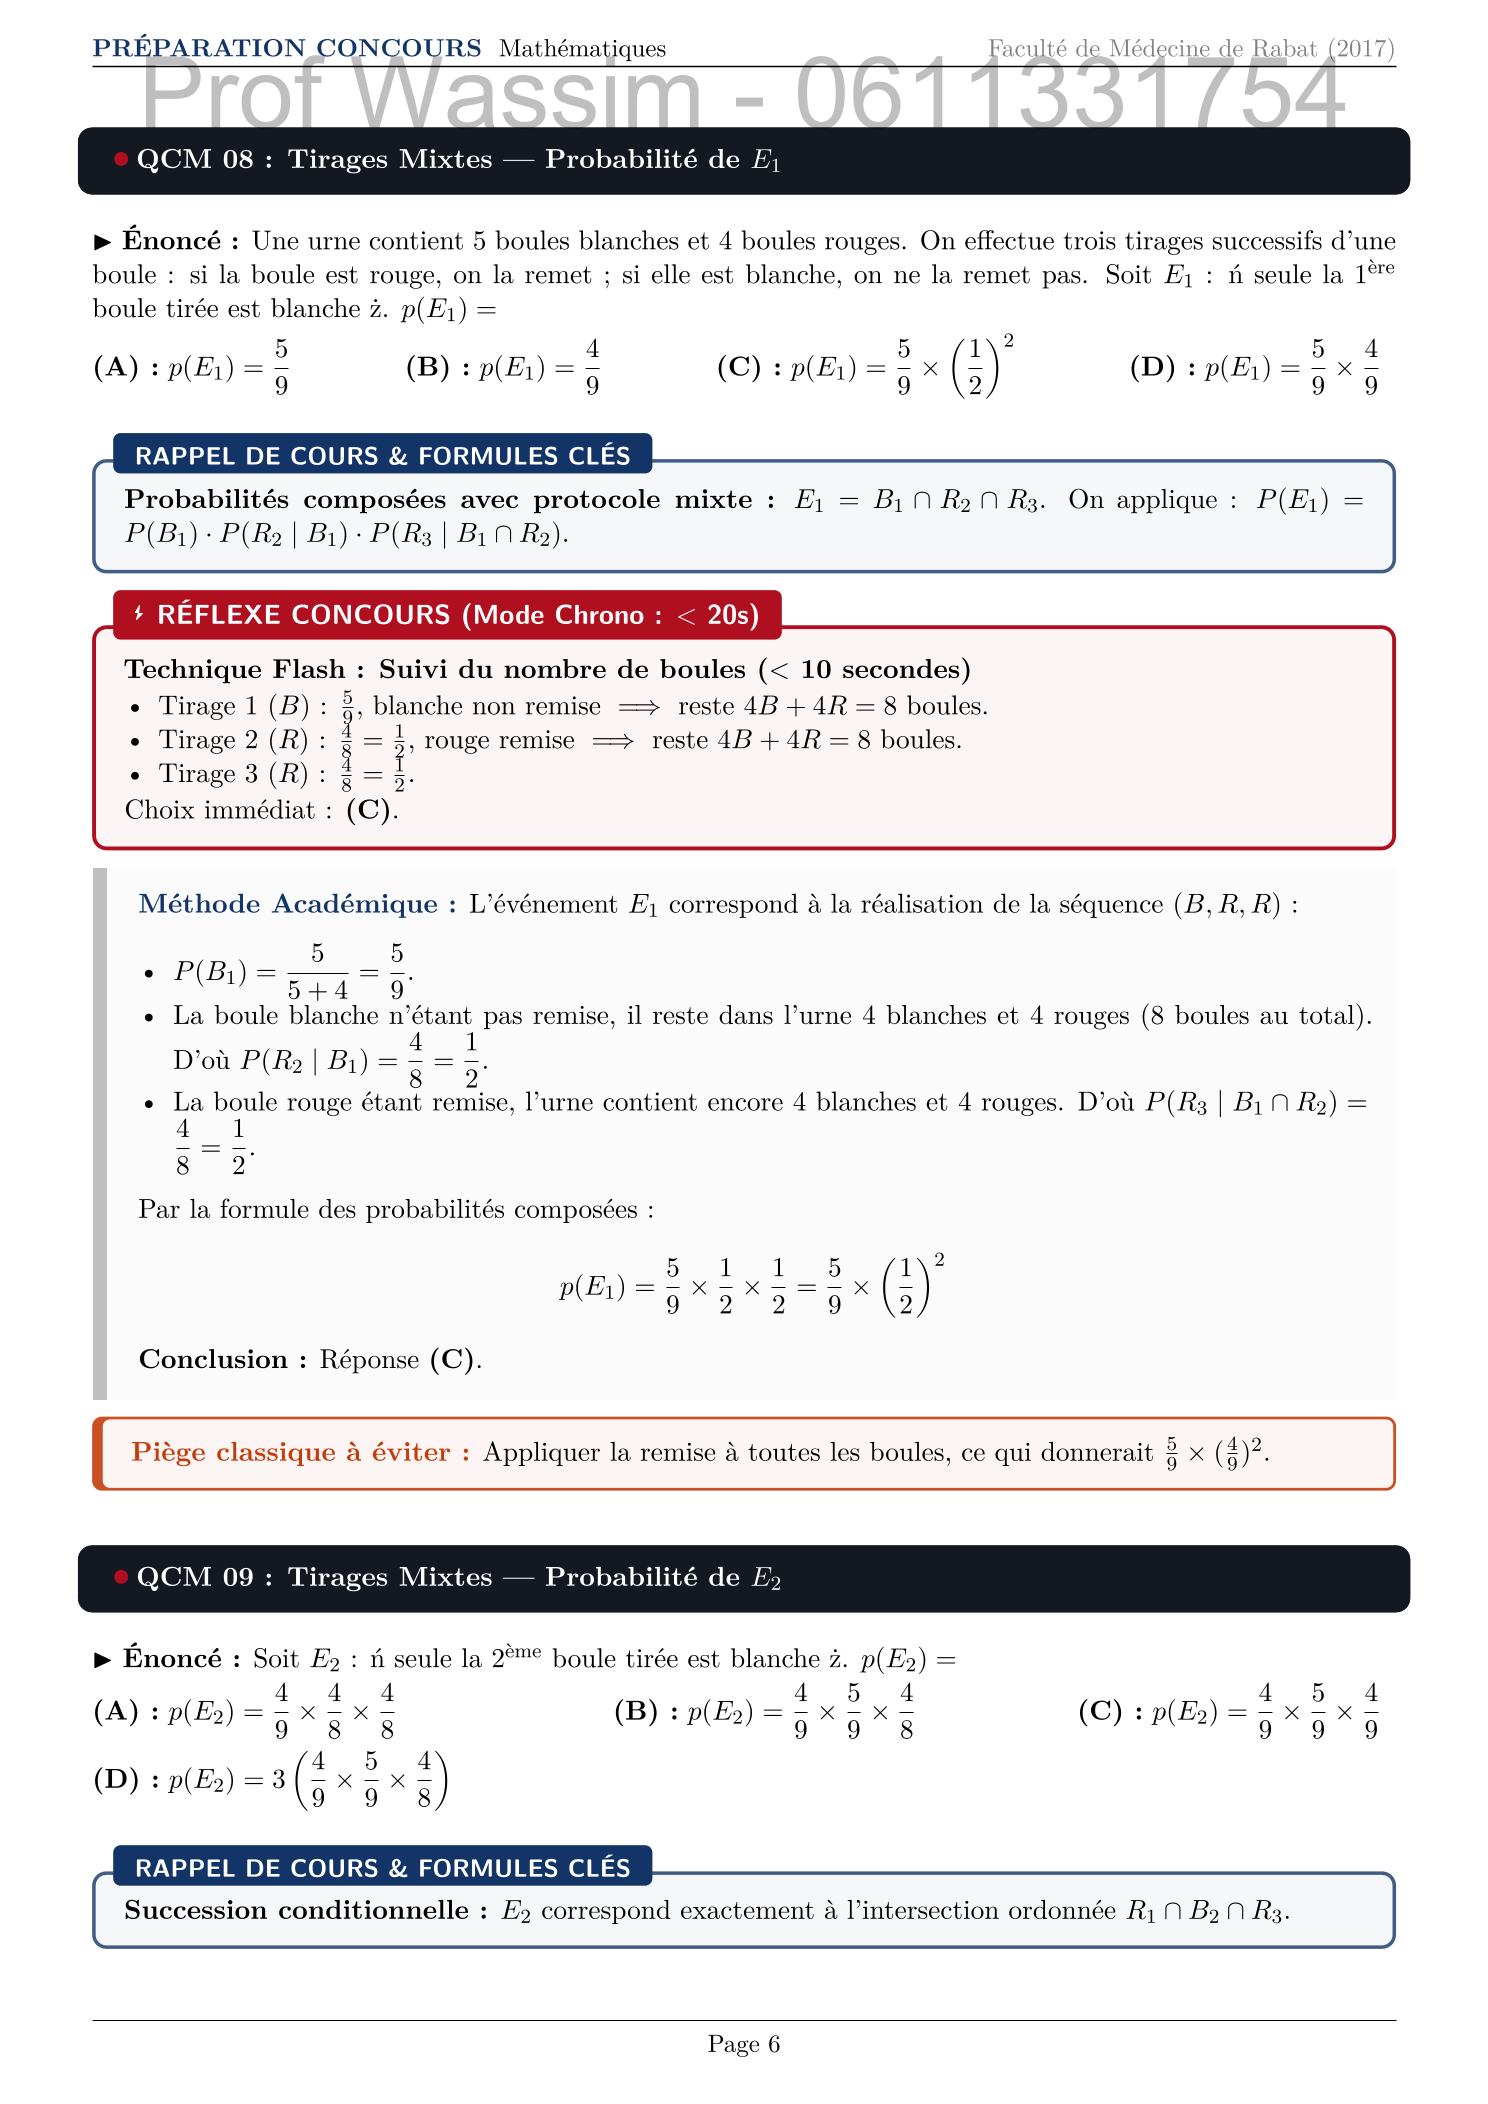 PRÉPARATION CONCOURS Mathématiques Faculté de Médecine de Rabat (2017)
Prof Wassim - 0611331754
QCM 08 : Tirages Mixtes — Probabilité de E₁
▶ Énoncé : Une urne contient 5 boules blanches et 4 boules rouges. On effectue trois tirages successifs d'une
boule : si la boule est rouge, on la remet ; si elle est blanche, on ne la remet pas. Soit E₁ : ń seule la 1ère
boule tirée est blanche ż. p(E₁) =
(A) : p(E₁) = 5/9 (B) : p(E₁) = 4/9 (C) : p(E₁) = 5/9 × (1/2)² (D) : p(E₁) = 5/9 × 4/9
RAPPEL DE COURS & FORMULES CLÉS
Probabilités composées avec protocole mixte : E₁ = B₁ ∩ R₂ ∩ R₃. On applique : P(E₁) =
P(B₁) · P(R₂ | B₁) · P(R₃ | B₁ ∩ R₂).
RÉFLEXE CONCOURS (Mode Chrono : < 20s)
Technique Flash : Suivi du nombre de boules (< 10 secondes)
• Tirage 1 (B) : 5/9, blanche non remise ⟹ reste 4B + 4R = 8 boules.
• Tirage 2 (R) : 4/8 = 1/2, rouge remise ⟹ reste 4B + 4R = 8 boules.
• Tirage 3 (R) : 4/8 = 1/2.
Choix immédiat : (C).
Méthode Académique : L'événement E₁ correspond à la réalisation de la séquence (B, R, R) :
• P(B₁) = 5/(5 + 4) = 5/9.
• La boule blanche n'étant pas remise, il reste dans l'urne 4 blanches et 4 rouges (8 boules au total).
D'où P(R₂ | B₁) = 4/8 = 1/2.
• La boule rouge étant remise, l'urne contient encore 4 blanches et 4 rouges. D'où P(R₃ | B₁ ∩ R₂) =
4/8 = 1/2.
Par la formule des probabilités composées :
p(E₁) = 5/9 × 1/2 × 1/2 = 5/9 × (1/2)²
Conclusion : Réponse (C).
Piège classique à éviter : Appliquer la remise à toutes les boules, ce qui donnerait 5/9 × (4/9)².
QCM 09 : Tirages Mixtes — Probabilité de E₂
▶ Énoncé : Soit E₂ : ń seule la 2ème boule tirée est blanche ż. p(E₂) =
(A) : p(E₂) = 4/9 × 4/8 × 4/8 (B) : p(E₂) = 4/9 × 5/9 × 4/8 (C) : p(E₂) = 4/9 × 5/9 × 4/9
(D) : p(E₂) = 3 (4/9 × 5/9 × 4/8)
RAPPEL DE COURS & FORMULES CLÉS
Succession conditionnelle : E₂ correspond exactement à l'intersection ordonnée R₁ ∩ B₂ ∩ R₃.
Page 6